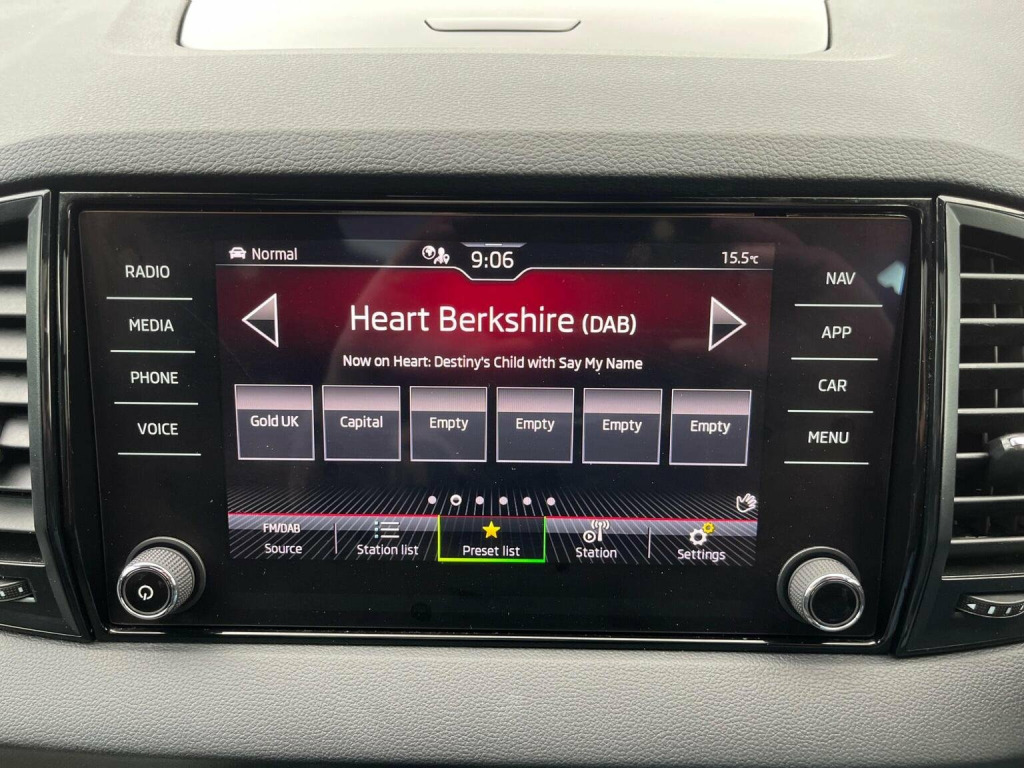 Normal
9:06
15.5°C
RADIO
MEDIA
PHONE
VOICE
NAV
APP
CAR
MENU
Heart Berkshire (DAB)
Now on Heart: Destiny's Child with Say My Name
Gold UK
Capital
Empty
Empty
Empty
Empty
FM/DAB
Source
Station list
Preset list
Station
Settings